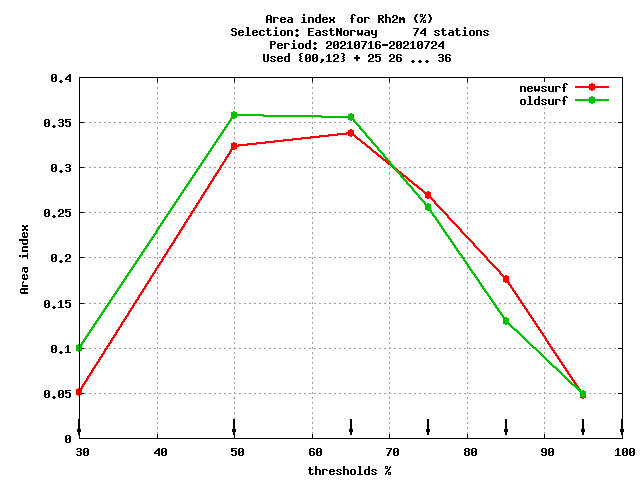 Area index  for Rh2m (%)
Selection: EastNorway     74 stations
Period: 20210716-20210724
Used {00,12} + 25 26 ... 36
newsurf
oldsurf
0.4
0.35
0.3
0.25
0.2
0.15
0.1
0.05
0
Area index
30 40 50 60 70 80 90 100
thresholds %